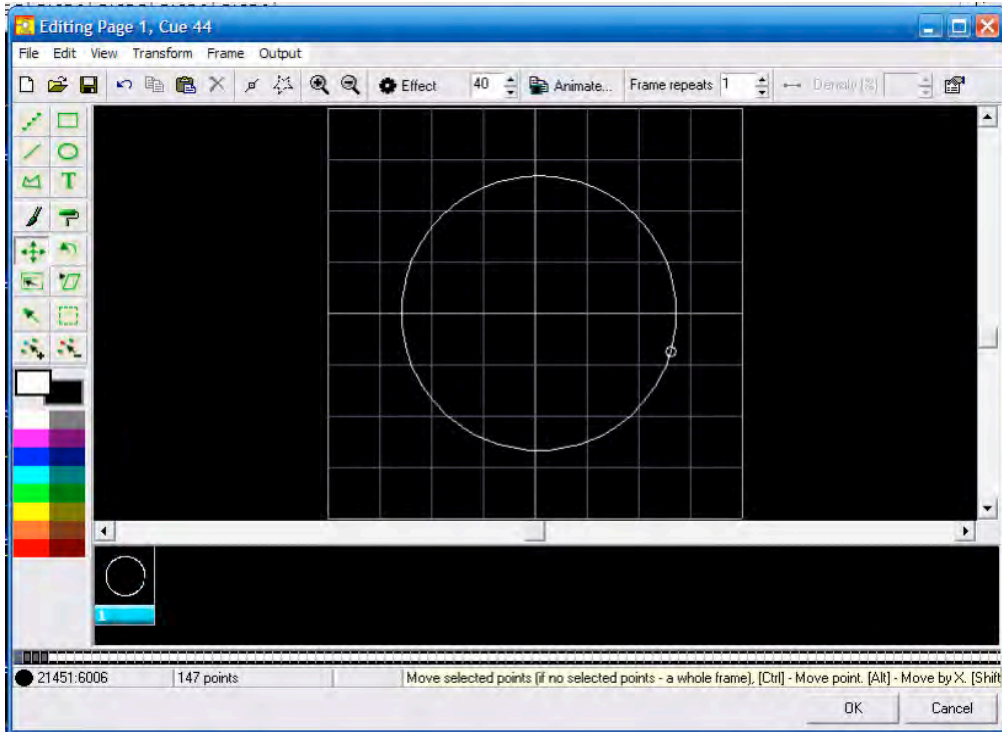 Editing Page 1, Cue 44
File Edit View Transform Frame Output
Effect 40 Animate... Frame repeats 1 Density (%)
T
1
21451:6006 147 points Move selected points (if no selected points - a whole frame), [Ctrl] - Move point. [Alt] - Move by X. [Shift
OK Cancel